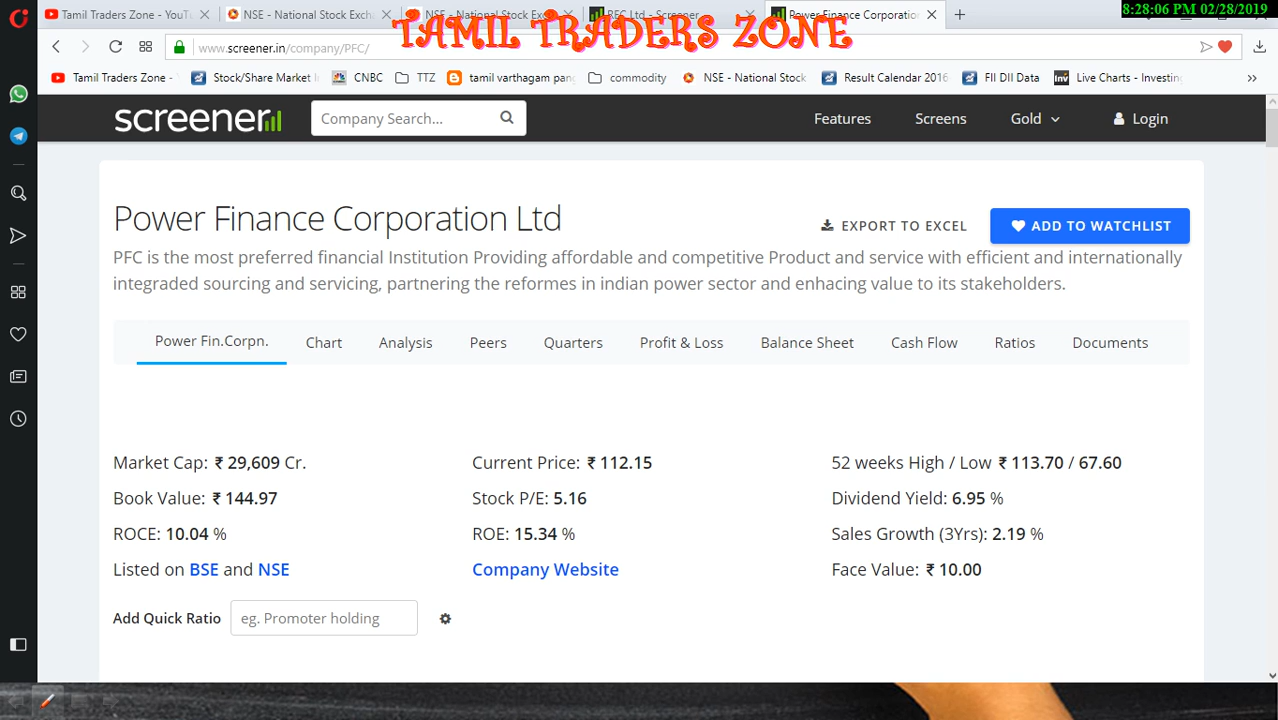 Tamil Traders Zone - YouT
NSE - National Stock Exch
NSE - National Stock Ex
REC Ltd - Screener
Power Finance Corporation
8:28:06 PM 02/28/2019
TAMIL TRADERS ZONE
www.screener.in/company/PFC/
Tamil Traders Zone -
Stock/Share Market I
CNBC
TTZ
tamil varthagam pan
commodity
NSE - National Stock
Result Calendar 2016
FII DII Data
Inv
Live Charts - Investin
screener
Company Search...
Features
Screens
Gold
Login
Power Finance Corporation Ltd
EXPORT TO EXCEL
ADD TO WATCHLIST
PFC is the most preferred financial Institution Providing affordable and competitive Product and service with efficient and internationally
integrated sourcing and servicing, partnering the reformes in indian power sector and enhacing value to its stakeholders.
Power Fin.Corpn.
Chart
Analysis
Peers
Quarters
Profit & Loss
Balance Sheet
Cash Flow
Ratios
Documents
Market Cap: ₹ 29,609 Cr.
Current Price: ₹ 112.15
52 weeks High / Low ₹ 113.70 / 67.60
Book Value: ₹ 144.97
Stock P/E: 5.16
Dividend Yield: 6.95 %
ROCE: 10.04 %
ROE: 15.34 %
Sales Growth (3Yrs): 2.19 %
Listed on BSE and NSE
Company Website
Face Value: ₹ 10.00
Add Quick Ratio
eg. Promoter holding